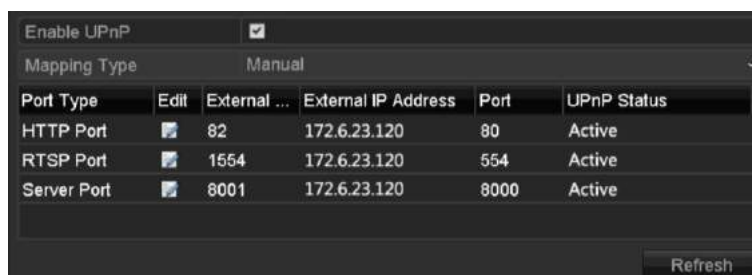 Enable UPnP
Mapping Type Manual
Port Type Edit External ... External IP Address Port UPnP Status
HTTP Port 82 172.6.23.120 80 Active
RTSP Port 1554 172.6.23.120 554 Active
Server Port 8001 172.6.23.120 8000 Active
Refresh